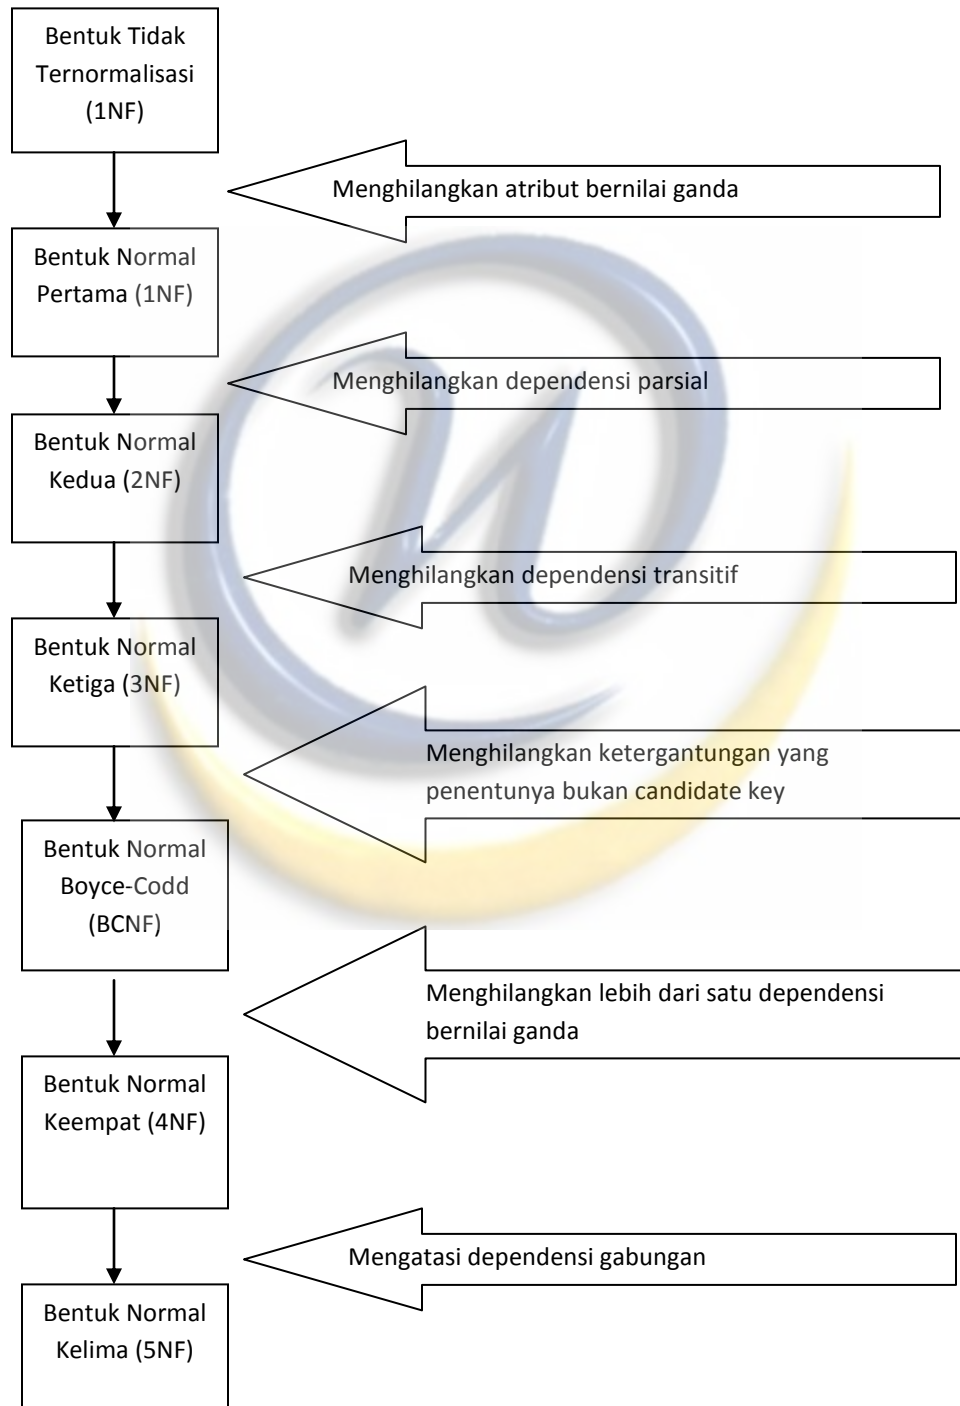 Bentuk Tidak
Ternormalisasi
(1NF)
Menghilangkan atribut bernilai ganda
Bentuk Normal
Pertama (1NF)
Menghilangkan dependensi parsial
Bentuk Normal
Kedua (2NF)
Menghilangkan dependensi transitif
Bentuk Normal
Ketiga (3NF)
Menghilangkan ketergantungan yang
penentunya bukan candidate key
Bentuk Normal
Boyce-Codd
(BCNF)
Menghilangkan lebih dari satu dependensi
bernilai ganda
Bentuk Normal
Keempat (4NF)
Mengatasi dependensi gabungan
Bentuk Normal
Kelima (5NF)